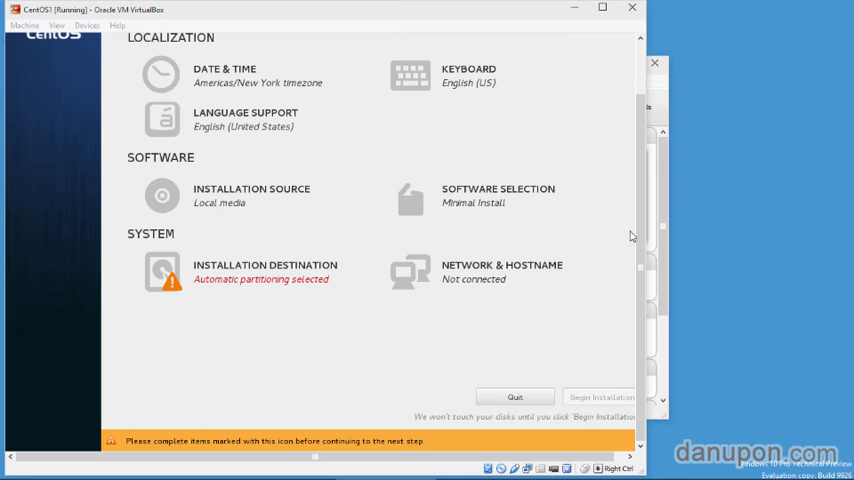 CentOS1 [Running] - Oracle VM VirtualBox
Machine View Devices Help
CentOS
LOCALIZATION
DATE & TIME
Americas/New York timezone
KEYBOARD
English (US)
LANGUAGE SUPPORT
English (United States)
SOFTWARE
INSTALLATION SOURCE
Local media
SOFTWARE SELECTION
Minimal Install
SYSTEM
INSTALLATION DESTINATION
Automatic partitioning selected
NETWORK & HOSTNAME
Not connected
Quit
Begin Installation
We won't touch your disks until you click 'Begin Installatio
Please complete items marked with this icon before continuing to the next step.
Right Ctrl
danupon.com
Windows 10 Pro Technical Preview
Evaluation copy. Build 9926